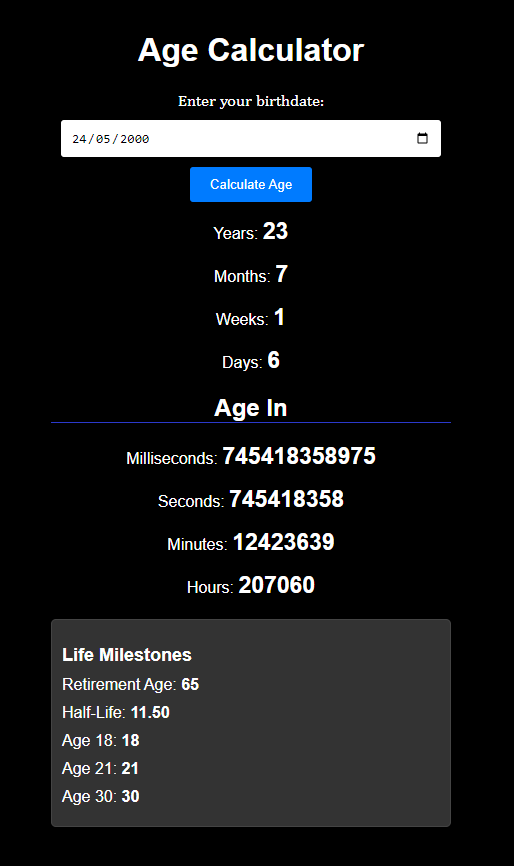 Age Calculator
Enter your birthdate:
24/05/2000
Calculate Age
Years: 23
Months: 7
Weeks: 1
Days: 6
Age In
Milliseconds: 745418358975
Seconds: 745418358
Minutes: 12423639
Hours: 207060
Life Milestones
Retirement Age: 65
Half-Life: 11.50
Age 18: 18
Age 21: 21
Age 30: 30